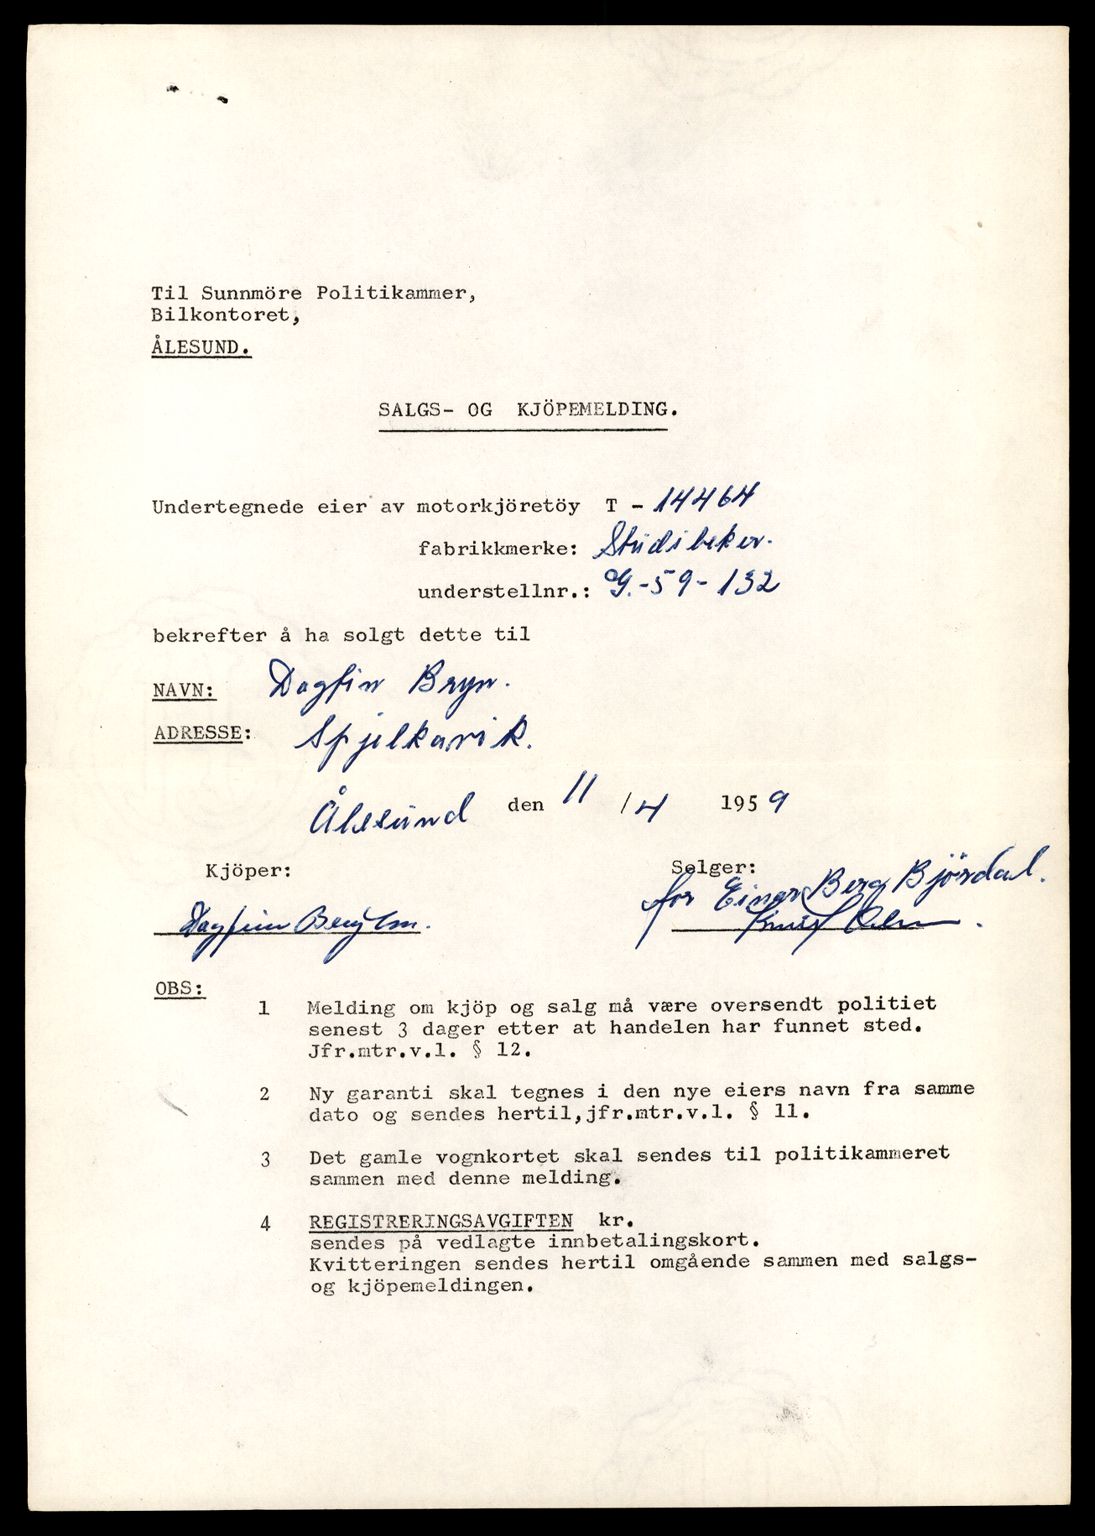 Til Sunnmöre Politikammer,
Bilkontoret,
ÅLESUND.
SALGS- OG KJÖPEMELDING.
Undertegnede eier av motorkjöretöy T - 14464
fabrikkmerke: Studibeker.
understellnr.: G.-59-132
bekrefter å ha solgt dette til
NAVN: Dagfin Bryn.
ADRESSE: Spjelkavik.
Ålesund den 11/4 1959
Kjöper: Selger:
for Einar Berg Bjørdal.
Dagfinn
Knut
OBS:
1 Melding om kjöp og salg må være oversendt politiet
senest 3 dager etter at handelen har funnet sted.
Jfr.mtr.v.l. § 12.
2 Ny garanti skal tegnes i den nye eiers navn fra samme
dato og sendes hertil,jfr.mtr.v.l. § 11.
3 Det gamle vognkortet skal sendes til politikammeret
sammen med denne melding.
4 REGISTRERINGSAVGIFTEN kr.
sendes på vedlagte innbetalingskort.
Kvitteringen sendes hertil omgående sammen med salgs-
og kjöpemeldingen.